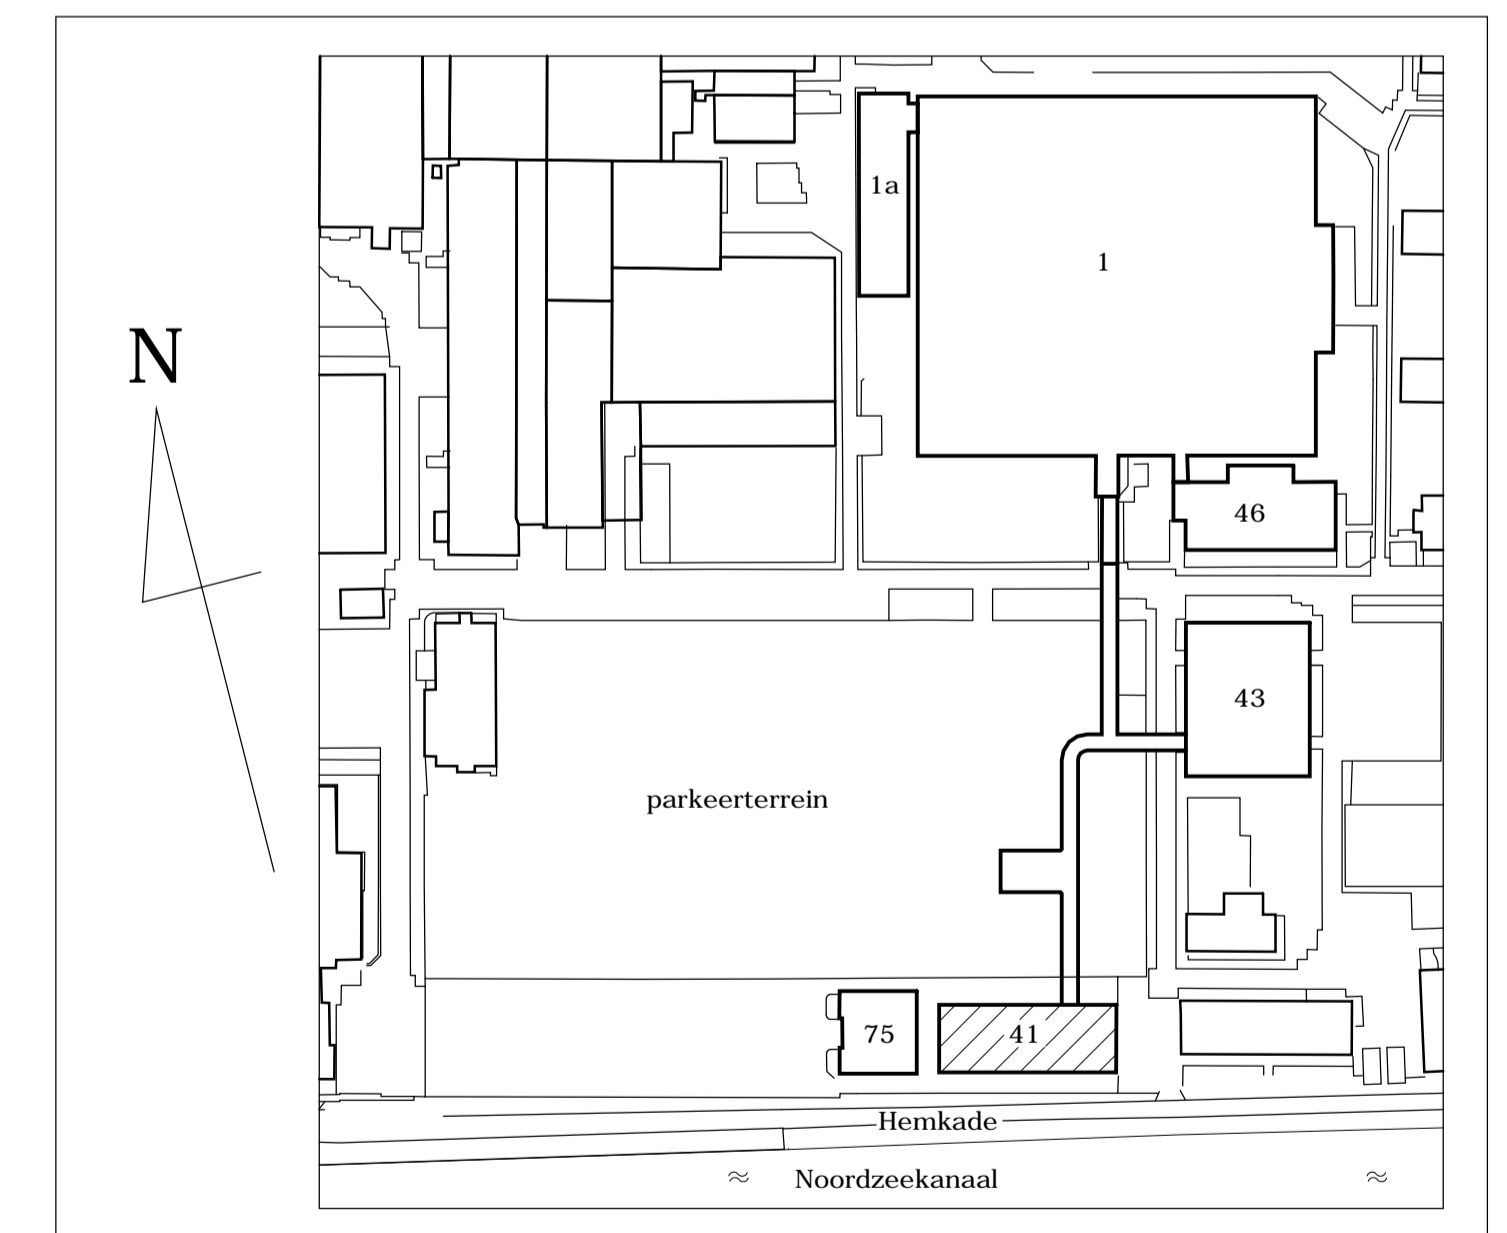 1a
1
N
46
43
parkeerterrein
75
41
Hemkade
≈ Noordzeekanaal ≈